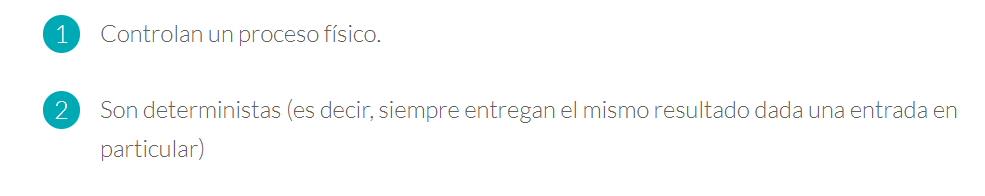 1 Controlan un proceso físico.
2 Son deterministas (es decir, siempre entregan el mismo resultado dada una entrada en
particular)